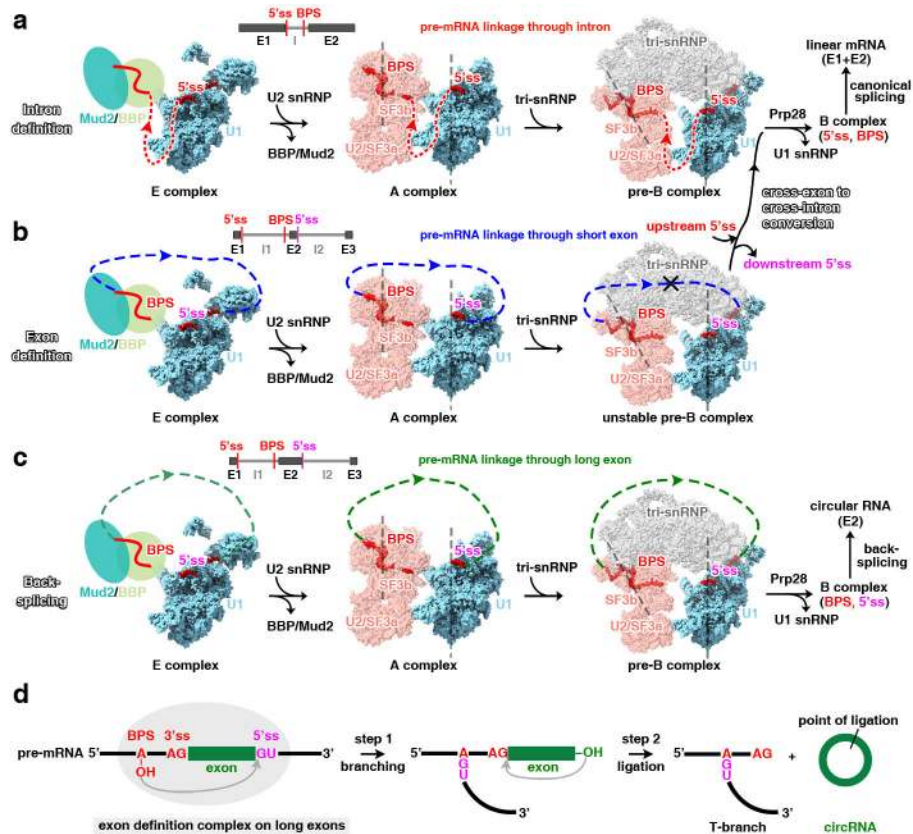 a
5'ss BPS
E1 I E2
pre-mRNA linkage through intron
Intron
definition
Mud2/BBP
5'ss
U1
E complex
U2 snRNP
BBP/Mud2
BPS
5'ss
SF3b
U2/SF3a
A complex
tri-snRNP
tri-snRNP
BPS
5'ss
SF3b
U2/SF3a
U1
pre-B complex
linear mRNA
(E1+E2)
canonical
splicing
Prp28
B complex
(5'ss, BPS)
U1 snRNP
cross-exon to
cross-intron
conversion
b
5'ss BPS 5'ss
E1 I1 E2 I2 E3
pre-mRNA linkage through short exon
upstream 5'ss
downstream 5'ss
Exon
definition
BPS
5'ss
Mud2/BBP
U1
E complex
U2 snRNP
BBP/Mud2
BPS
5'ss
SF3b
U2/SF3a
U1
A complex
tri-snRNP
tri-snRNP
BPS
5'ss
SF3b
U2/SF3a
U1
unstable pre-B complex
c
5'ss BPS 5'ss
E1 I1 E2 I2 E3
pre-mRNA linkage through long exon
Back-
splicing
BPS
5'ss
Mud2/BBP
U1
E complex
U2 snRNP
BBP/Mud2
BPS
5'ss
SF3b
U2/SF3a
U1
A complex
tri-snRNP
tri-snRNP
BPS
5'ss
SF3b
U2/SF3a
U1
pre-B complex
circular RNA
(E2)
back-
splicing
Prp28
B complex
(BPS, 5'ss)
U1 snRNP
d
BPS 3'ss 5'ss
pre-mRNA 5' A AG GU 3'
OH exon
exon definition complex on long exons
step 1
branching
5' A AG exon -OH
G
U
3'
step 2
ligation
5' A AG
G
U
3'
T-branch
+
point of ligation
circRNA